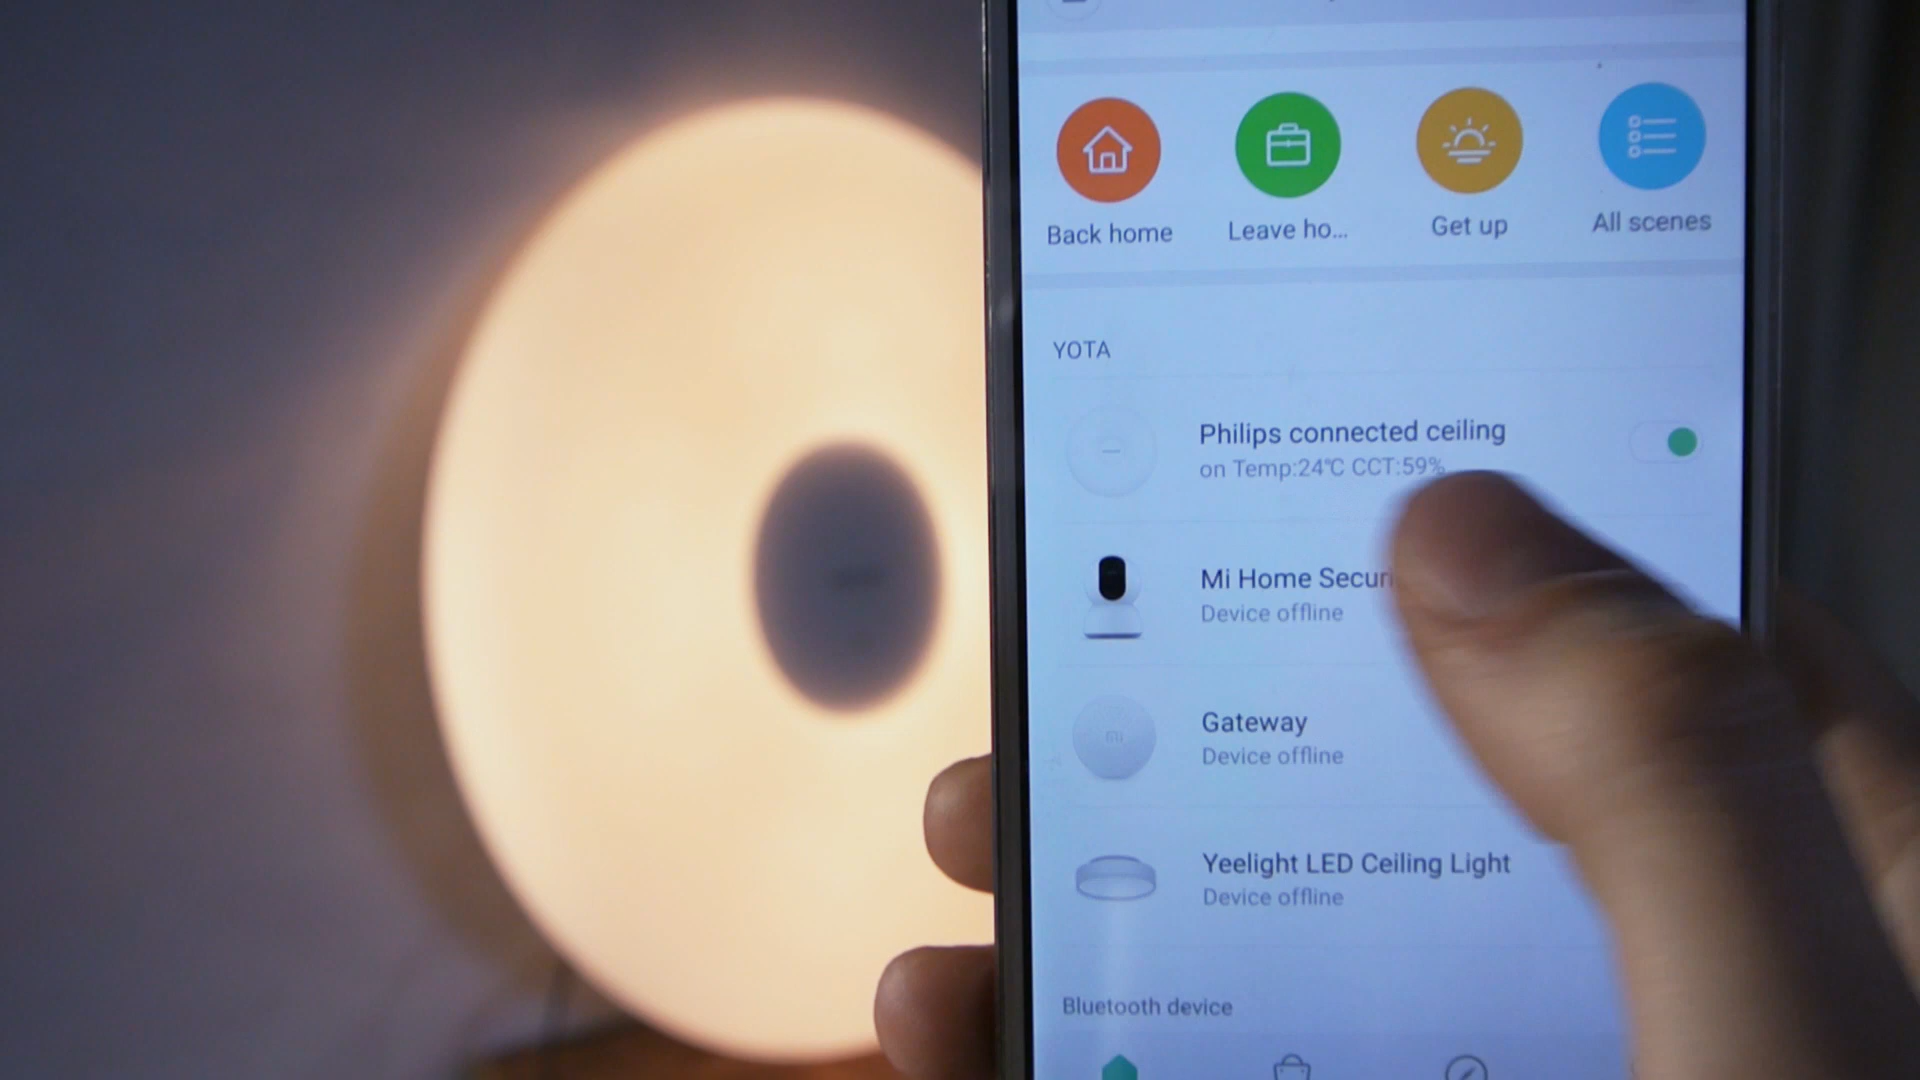 Back home
Leave ho...
Get up
All scenes
YOTA
Philips connected ceiling
on Temp:24℃ CCT:59%
Mi Home Securi
Device offline
Gateway
Device offline
Yeelight LED Ceiling Light
Device offline
Bluetooth device